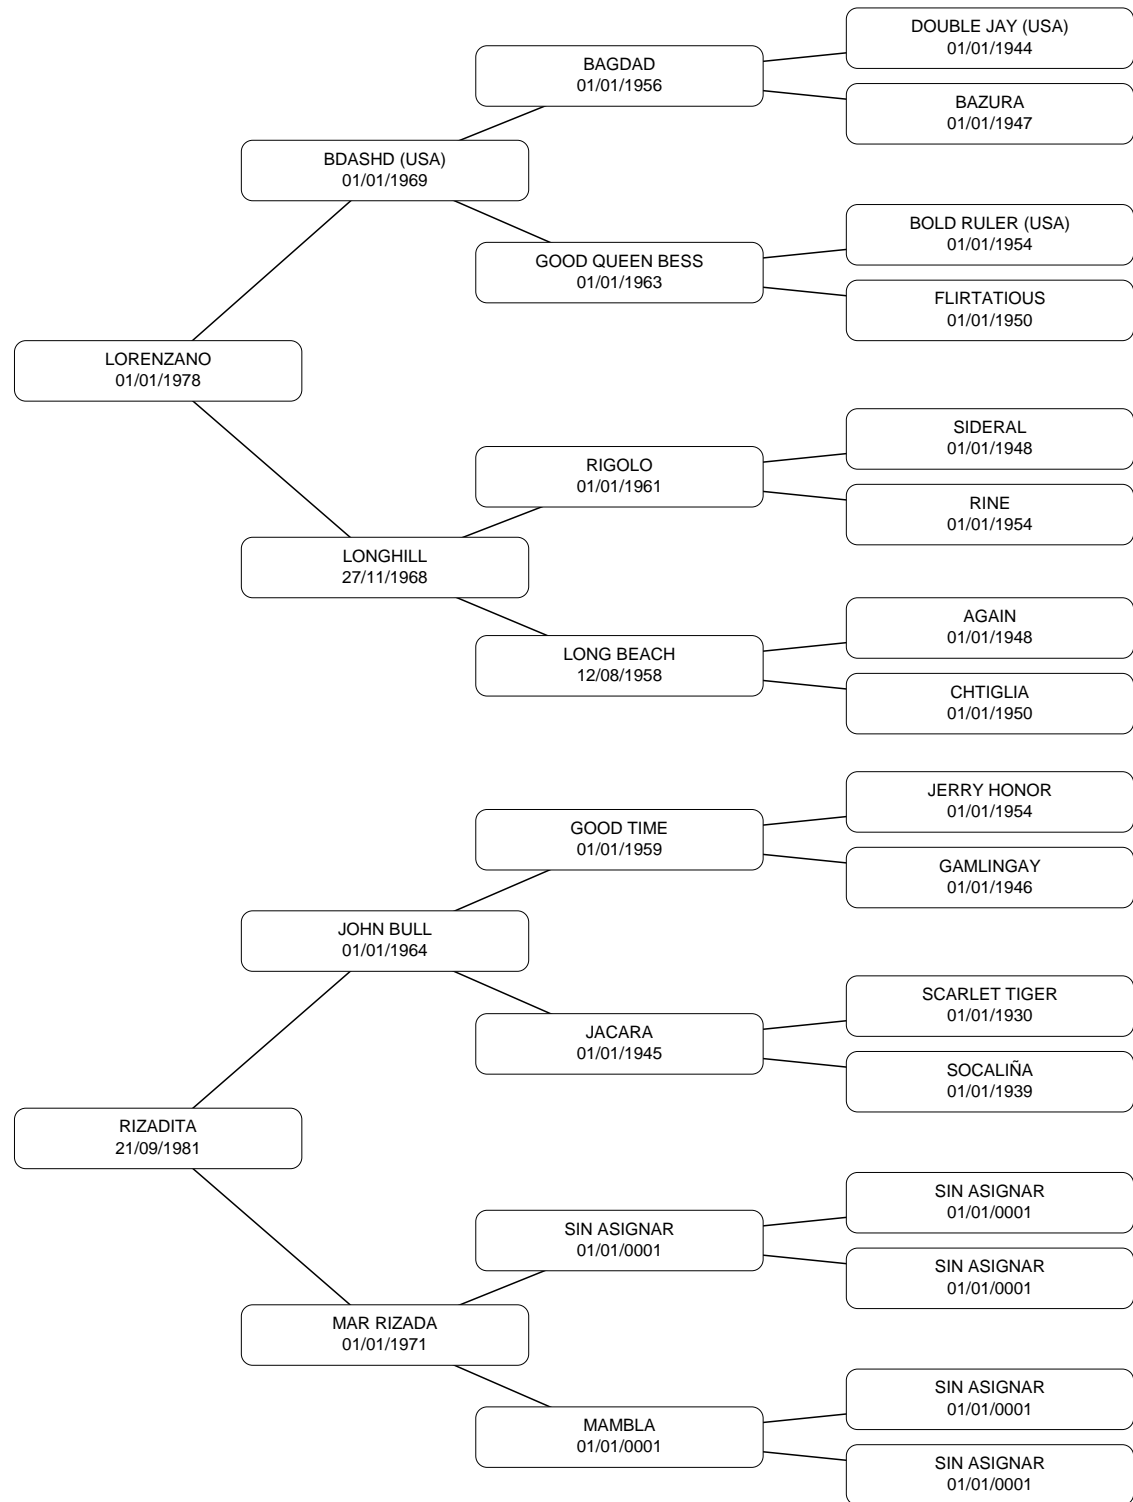 DOUBLE JAY (USA)
01/01/1944
BAGDAD
01/01/1956
BAZURA
01/01/1947
BDASHD (USA)
01/01/1969
BOLD RULER (USA)
01/01/1954
GOOD QUEEN BESS
01/01/1963
FLIRTATIOUS
01/01/1950
LORENZANO
01/01/1978
SIDERAL
01/01/1948
RIGOLO
01/01/1961
RINE
01/01/1954
LONGHILL
27/11/1968
AGAIN
01/01/1948
LONG BEACH
12/08/1958
CHTIGLIA
01/01/1950
JERRY HONOR
01/01/1954
GOOD TIME
01/01/1959
GAMLINGAY
01/01/1946
JOHN BULL
01/01/1964
SCARLET TIGER
01/01/1930
JACARA
01/01/1945
SOCALIÑA
01/01/1939
RIZADITA
21/09/1981
SIN ASIGNAR
01/01/0001
SIN ASIGNAR
01/01/0001
SIN ASIGNAR
01/01/0001
MAR RIZADA
01/01/1971
SIN ASIGNAR
01/01/0001
MAMBLA
01/01/0001
SIN ASIGNAR
01/01/0001